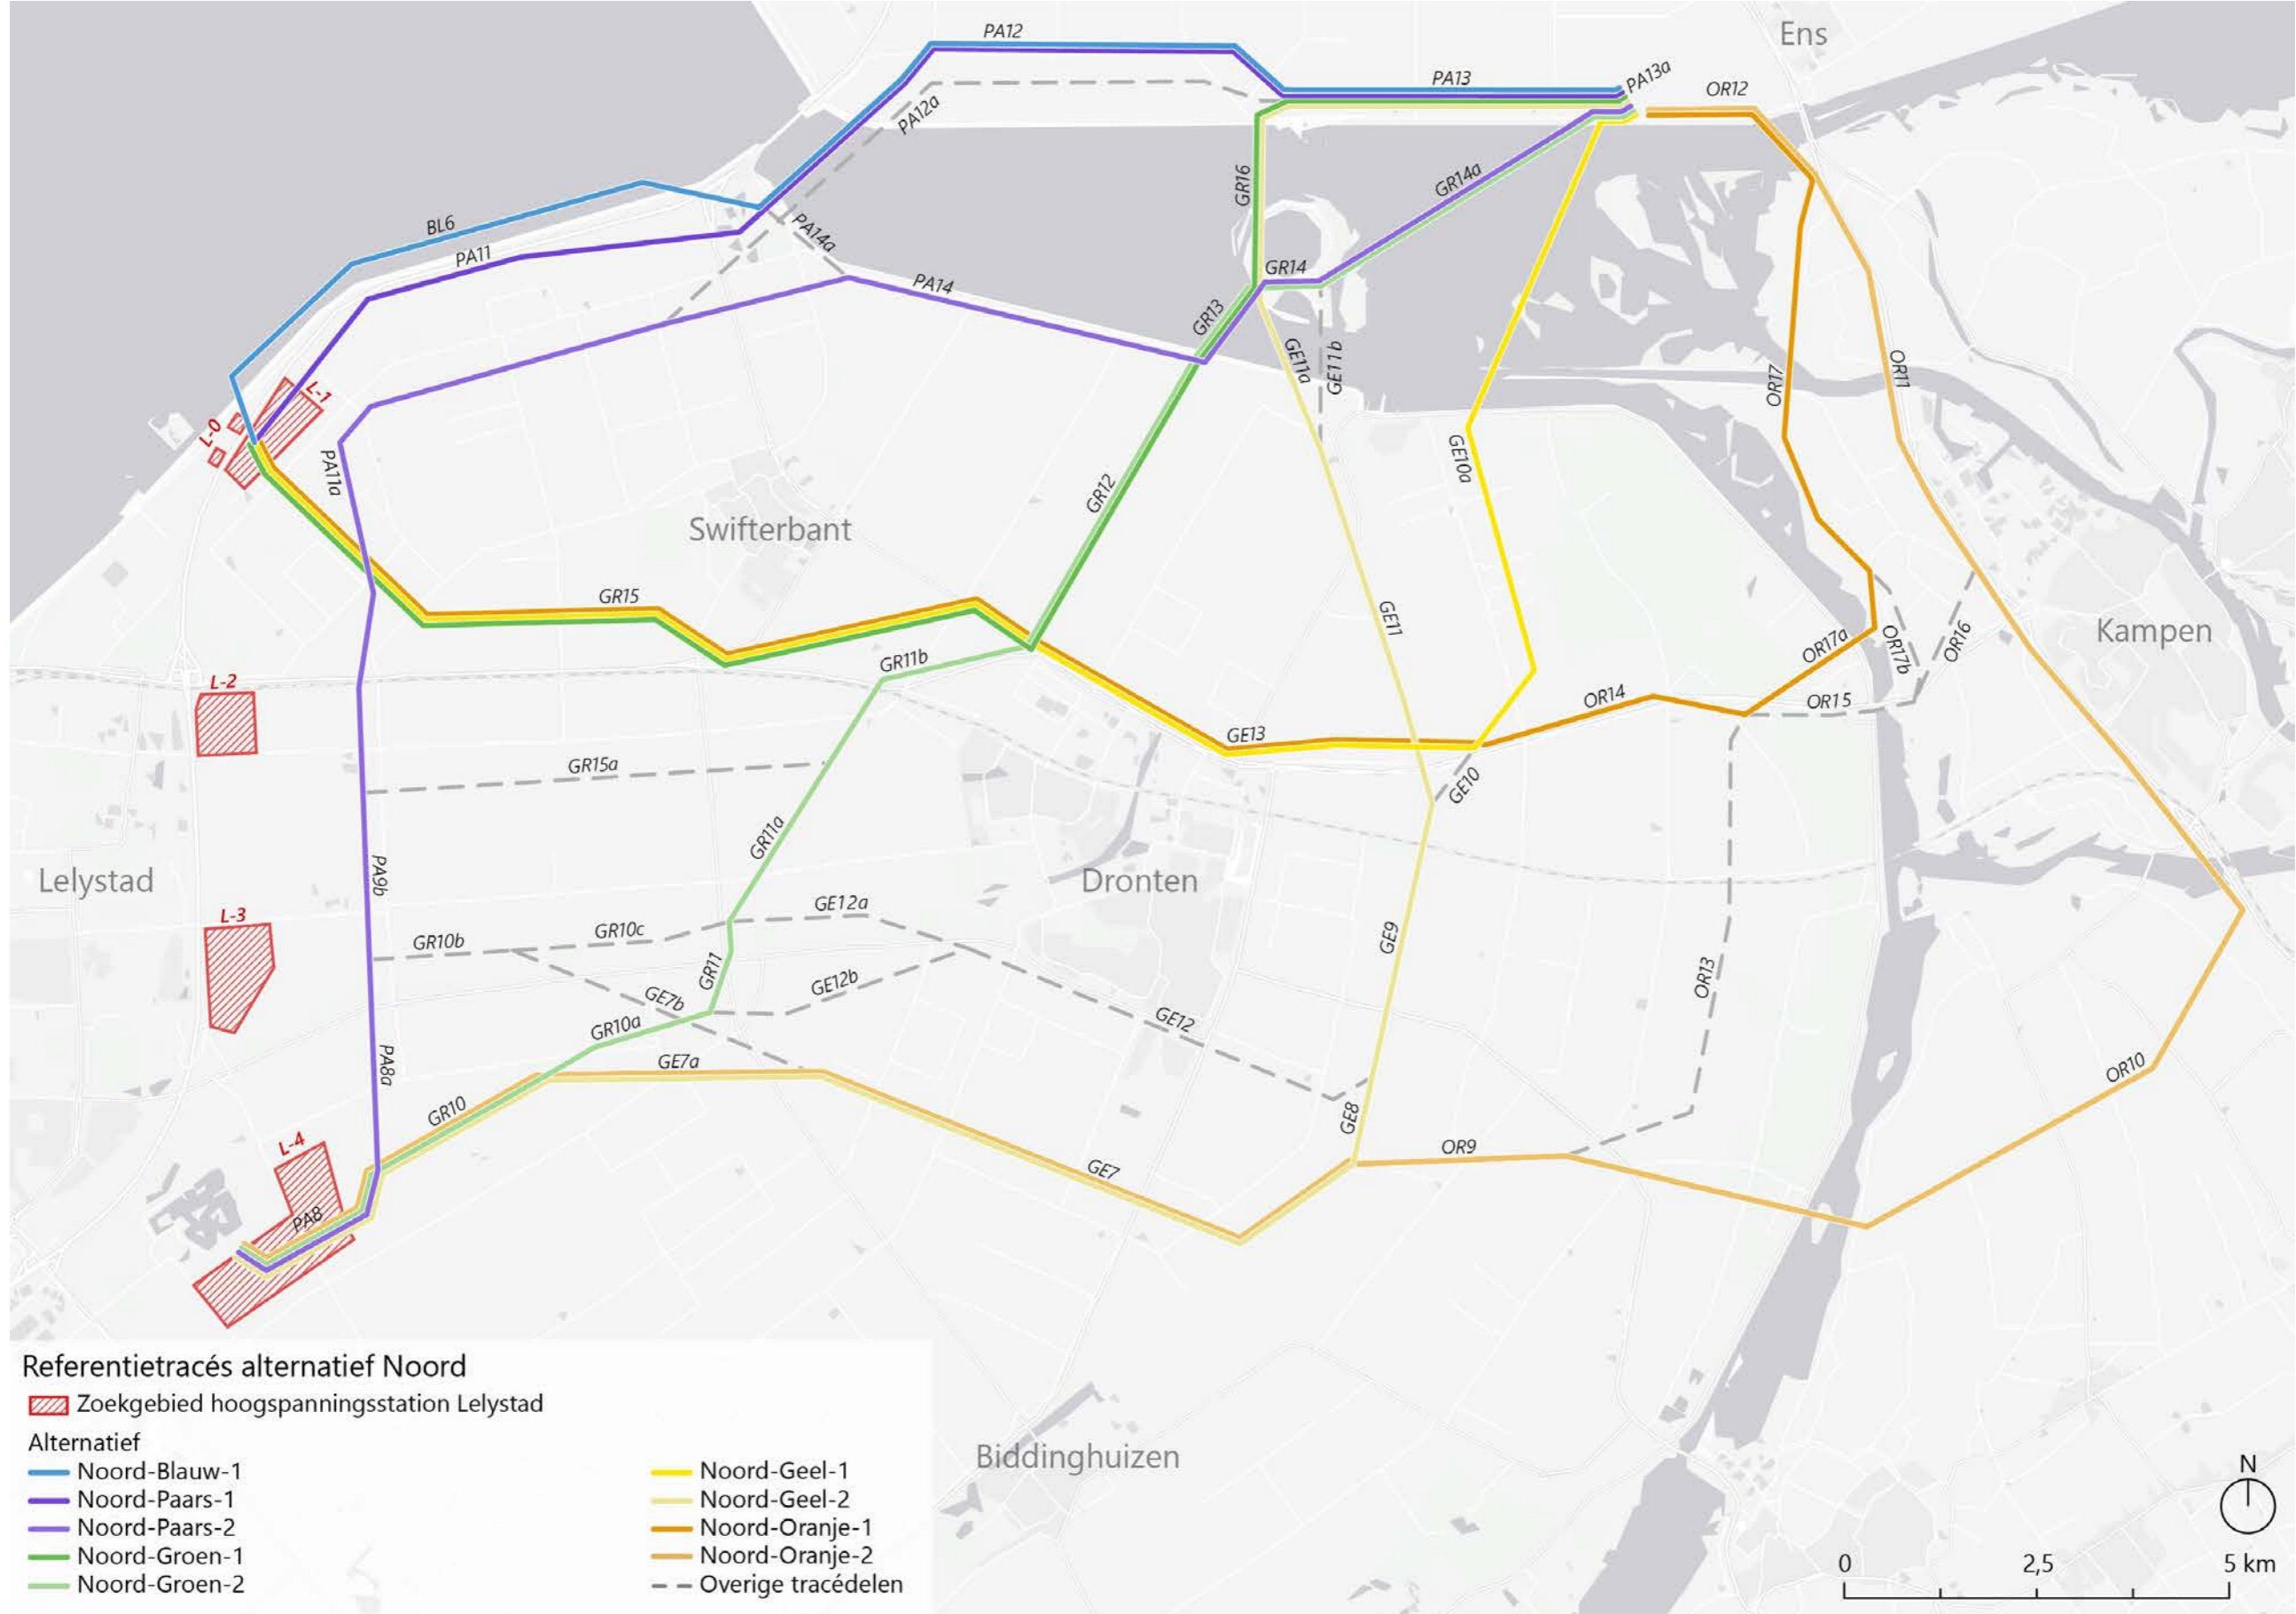 Ens
PA12
PA13
PA13a
OR12
PA12a
GR16
GR14a
BL6
PA11
PA14a
PA14
GR14
GR13
GE11a
GE11b
OR17
OR11
L-1
L-0
PA11a
GE10a
GR12
Swifterbant
GR15
GE11
OR17a
OR17b
OR16
Kampen
GR11b
L-2
OR14
OR15
GE13
GR15a
GE10
GR11a
PA9b
Lelystad
Dronten
L-3
GE12a
GR10b
GR10c
GE9
GR11
GE12b
OR13
GE7b
GR10a
GE12
GE7a
PA8a
OR10
GR10
GE8
L-4
OR9
GE7
PA8
Biddinghuizen
Referentietracés alternatief Noord
Zoekgebied hoogspanningsstation Lelystad
Alternatief
Noord-Blauw-1
Noord-Paars-1
Noord-Paars-2
Noord-Groen-1
Noord-Groen-2
Noord-Geel-1
Noord-Geel-2
Noord-Oranje-1
Noord-Oranje-2
Overige tracédelen
N
0 2,5 5 km